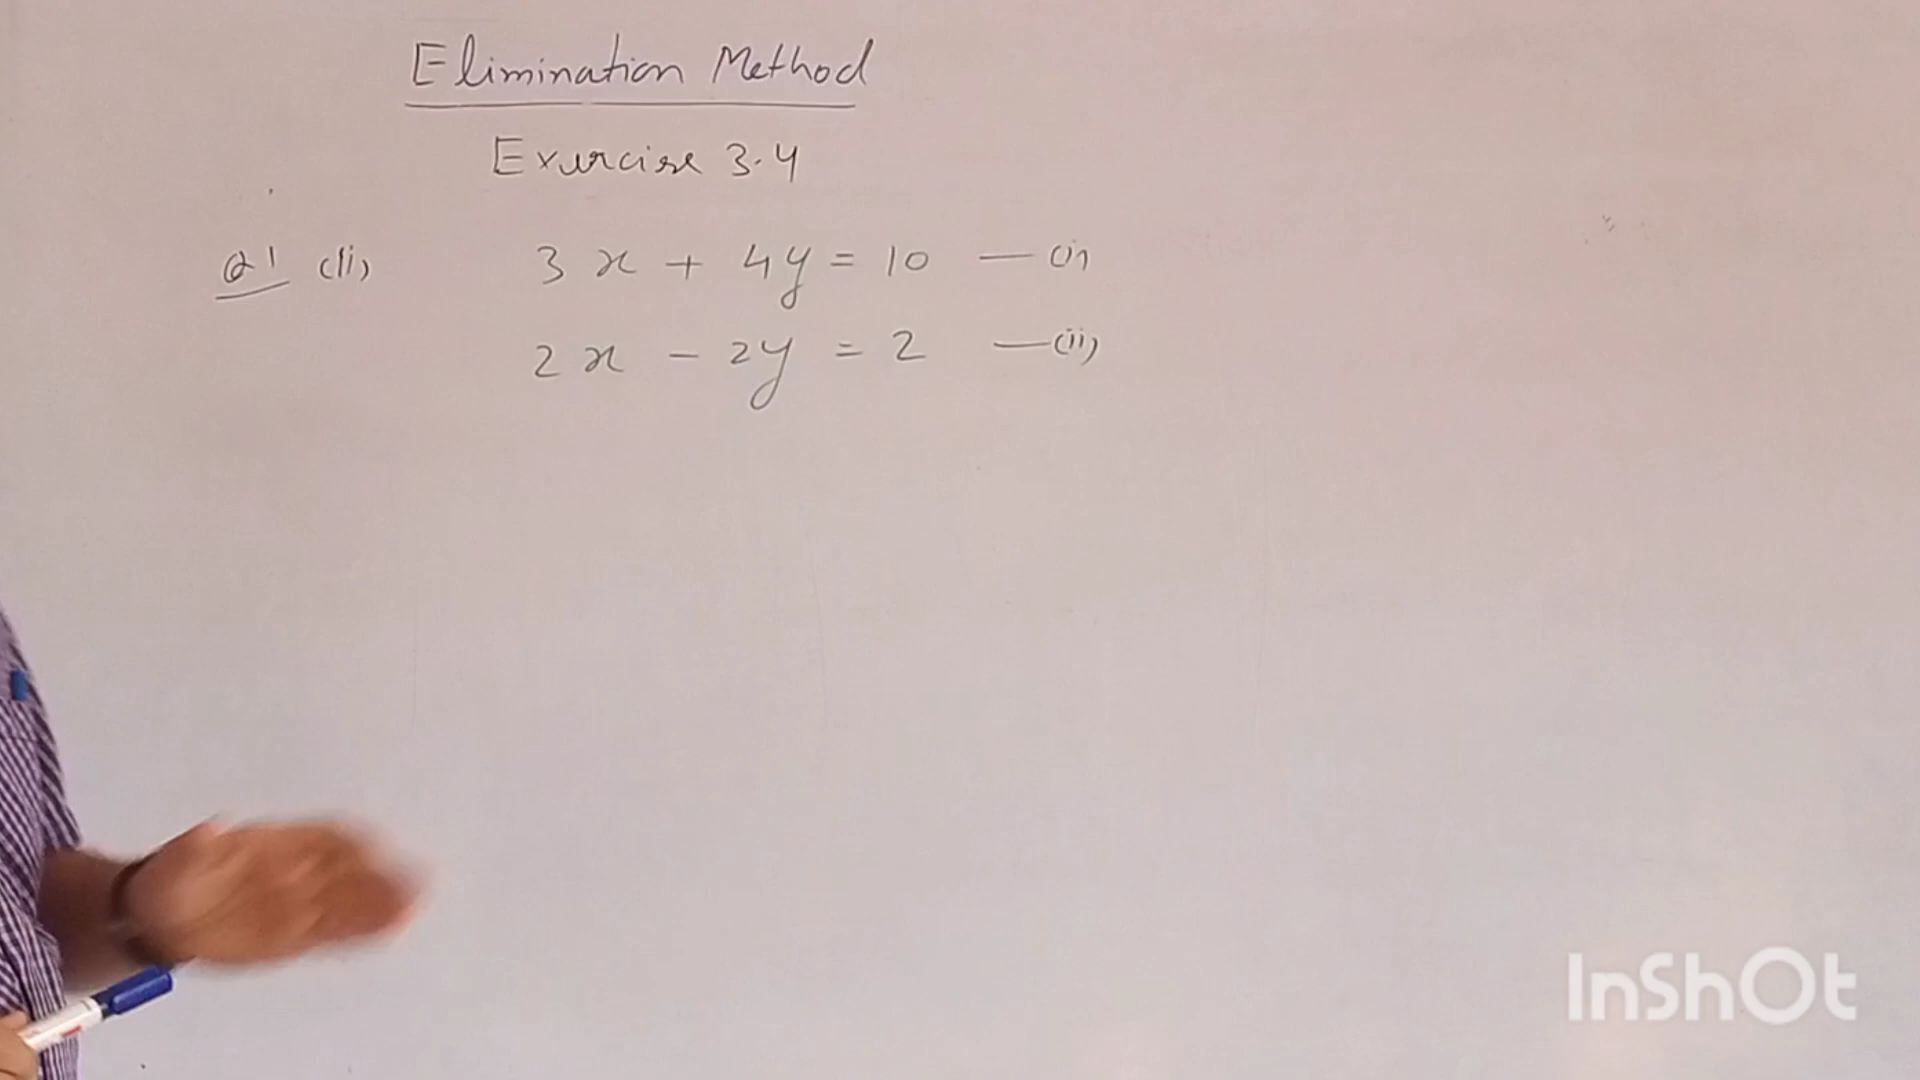 Elimination Method
Exercise 3.4
Q1 (ii) 3x + 4y = 10 — (i)
2x - 2y = 2 — (ii)
InShOt